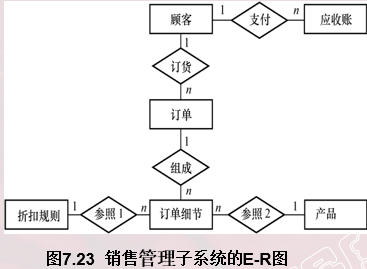 顾客 1 支付 n 应收账
1
订货
n
订单
1
组成
n
折扣规则 1 参照1 n 订单细节 n 参照2 1 产品
图7.23 销售管理子系统的E-R图